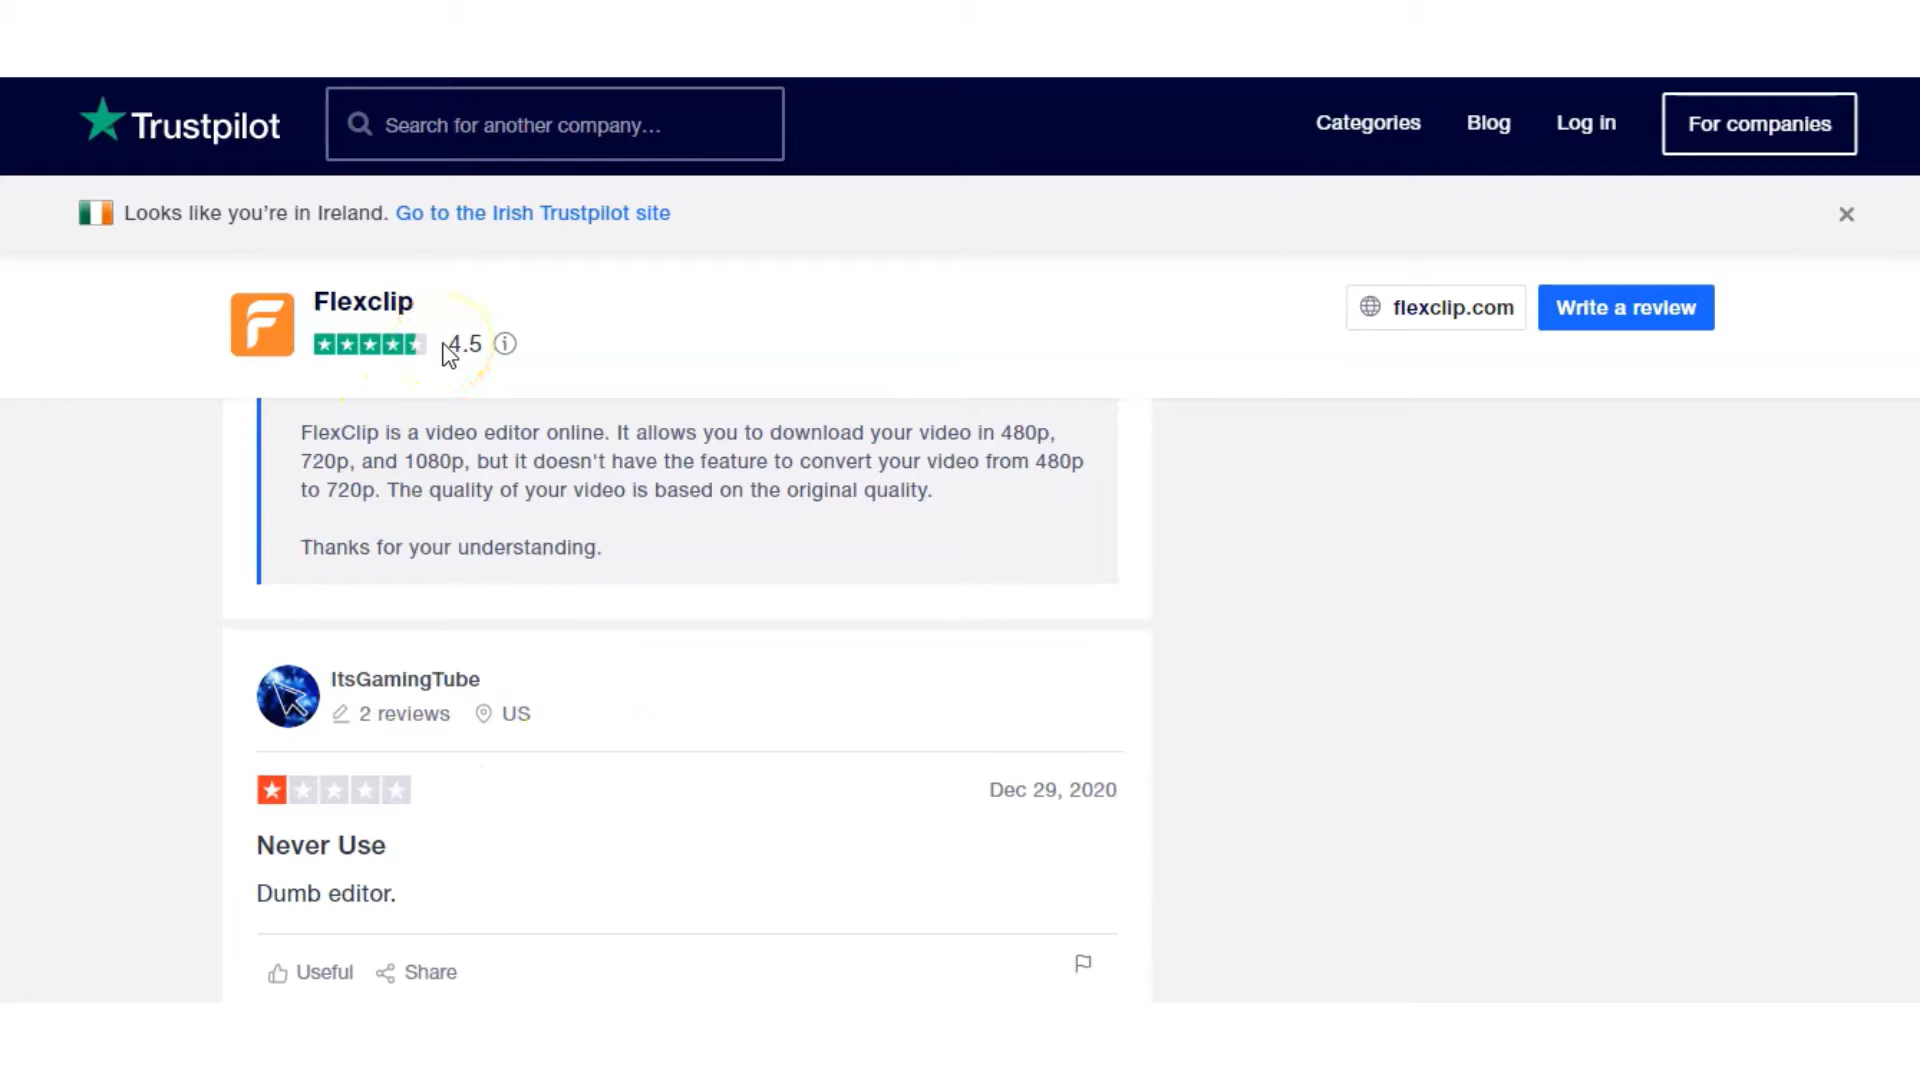 Trustpilot
Search for another company...
Categories
Blog
Log in
For companies
Looks like you're in Ireland. Go to the Irish Trustpilot site
Flexclip
4.5
flexclip.com
Write a review
FlexClip is a video editor online. It allows you to download your video in 480p,
720p, and 1080p, but it doesn't have the feature to convert your video from 480p
to 720p. The quality of your video is based on the original quality.
Thanks for your understanding.
ItsGamingTube
2 reviews
US
Dec 29, 2020
Never Use
Dumb editor.
Useful
Share